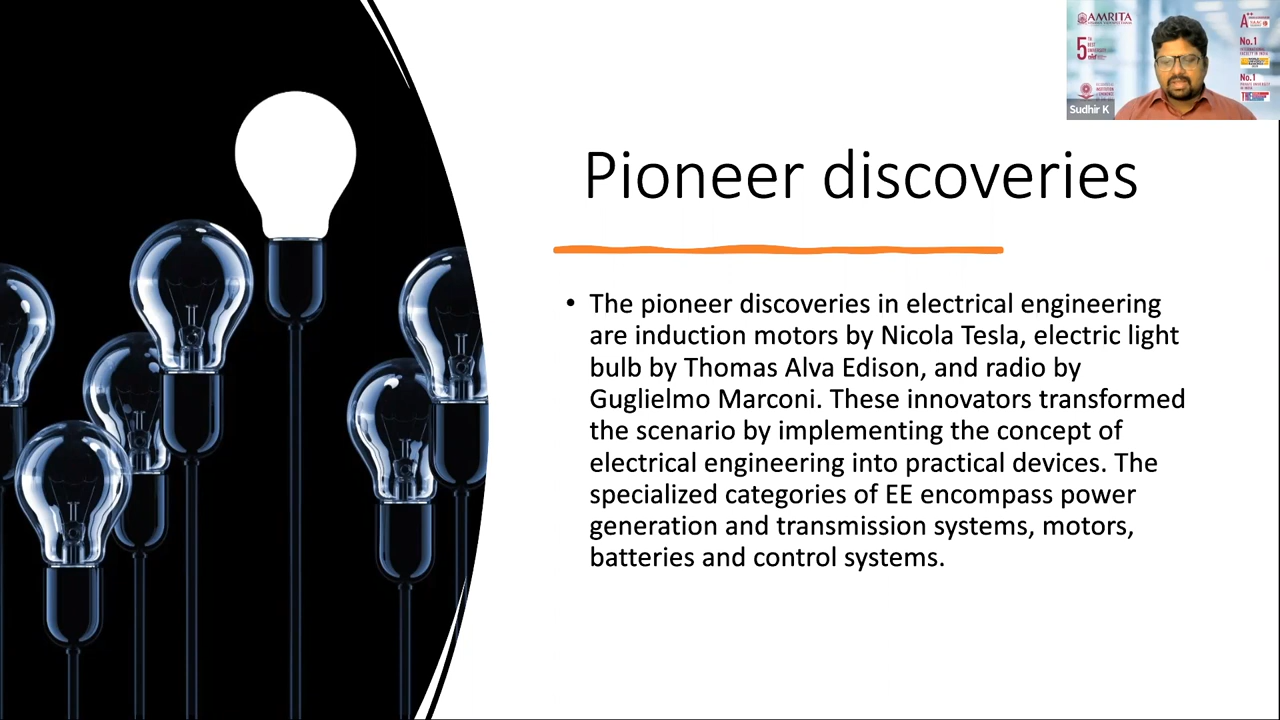 AMRITA
5TH
BEST
UNIVERSITY
A++
No.1
No.1
Sudhir K
Pioneer discoveries
• The pioneer discoveries in electrical engineering
are induction motors by Nicola Tesla, electric light
bulb by Thomas Alva Edison, and radio by
Guglielmo Marconi. These innovators transformed
the scenario by implementing the concept of
electrical engineering into practical devices. The
specialized categories of EE encompass power
generation and transmission systems, motors,
batteries and control systems.